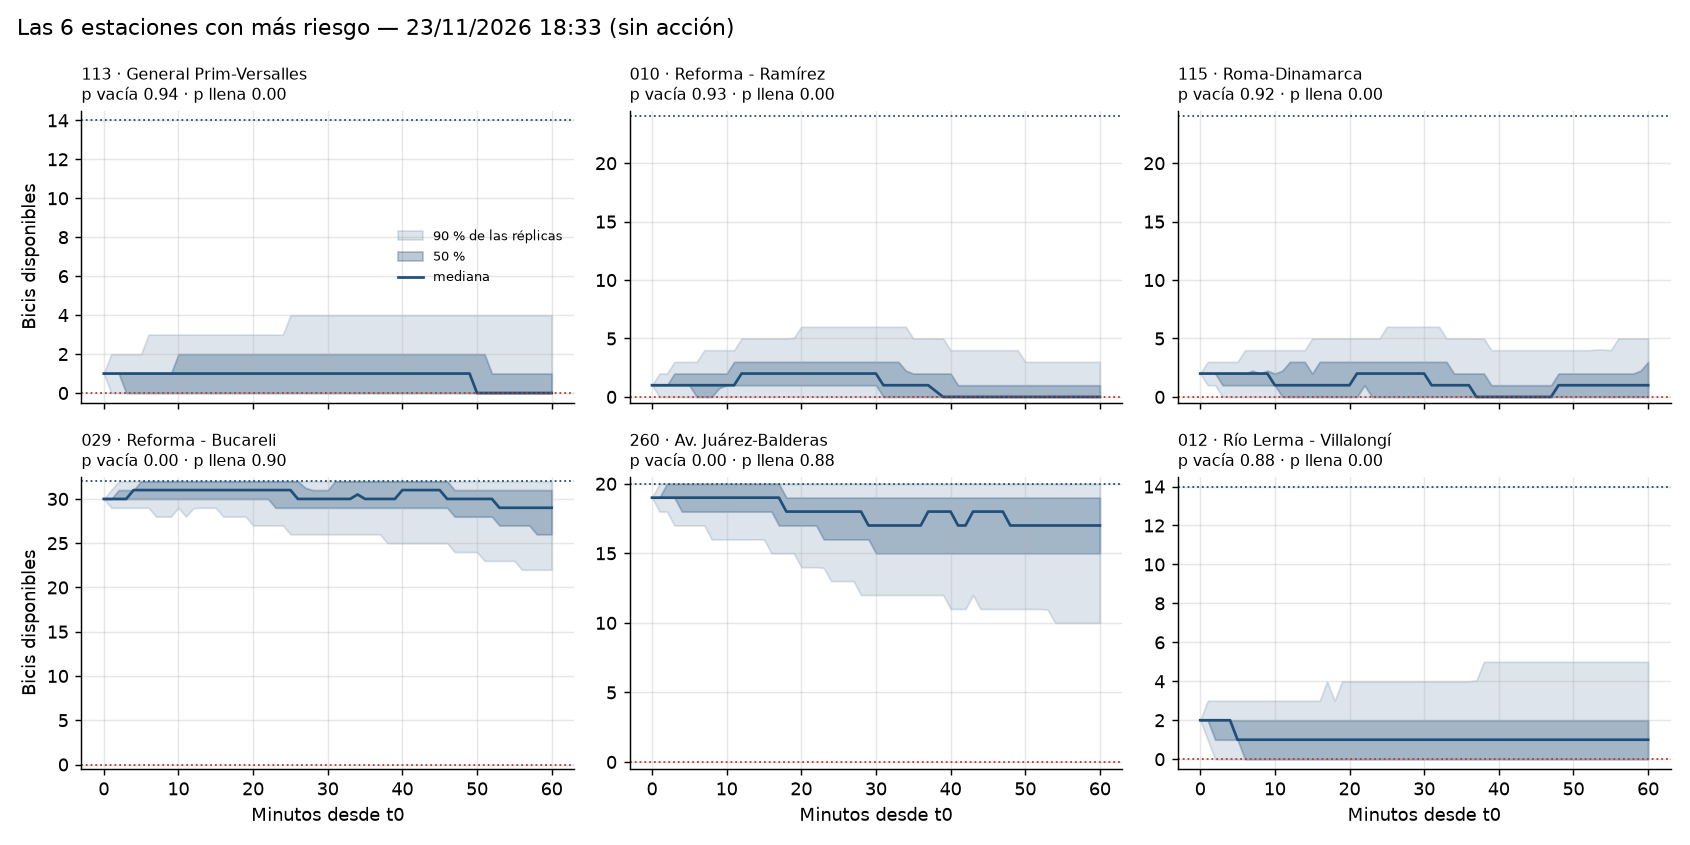 Las 6 estaciones con más riesgo — 23/11/2026 18:33 (sin acción)
113 · General Prim-Versalles
p vacía 0.94 · p llena 0.00
14
12
10
8
6
4
2
0
Bicis disponibles
90 % de las réplicas
50 %
mediana
010 · Reforma - Ramírez
p vacía 0.93 · p llena 0.00
20
15
10
5
0
115 · Roma-Dinamarca
p vacía 0.92 · p llena 0.00
20
15
10
5
0
029 · Reforma - Bucareli
p vacía 0.00 · p llena 0.90
30
25
20
15
10
5
0
Bicis disponibles
0 10 20 30 40 50 60
Minutos desde t0
260 · Av. Juárez-Balderas
p vacía 0.00 · p llena 0.88
20
15
10
5
0
0 10 20 30 40 50 60
Minutos desde t0
012 · Río Lerma - Villalongí
p vacía 0.88 · p llena 0.00
14
12
10
8
6
4
2
0
0 10 20 30 40 50 60
Minutos desde t0